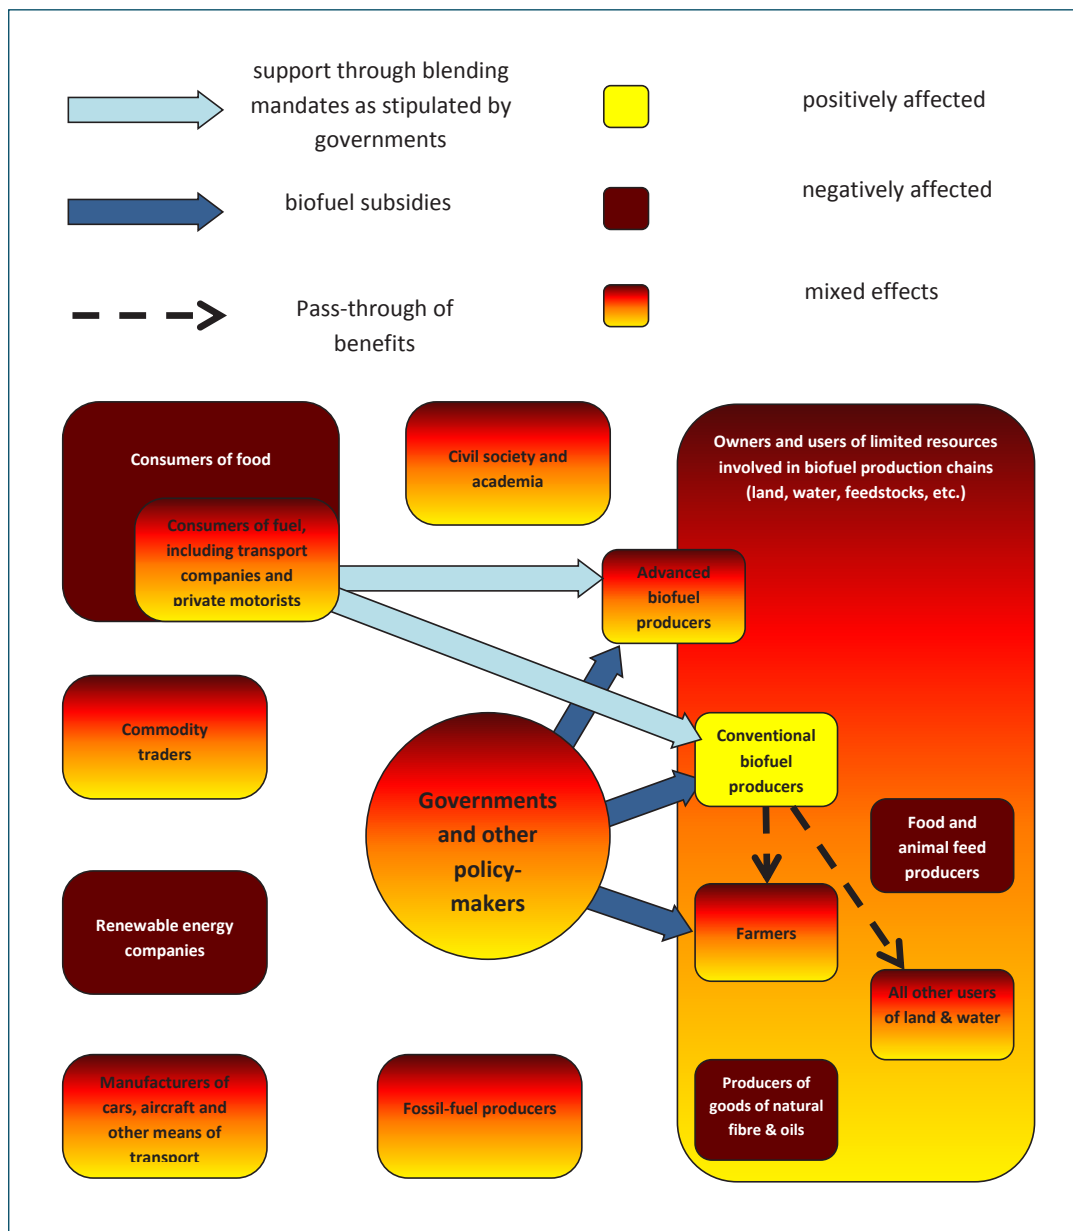 support through blending
mandates as stipulated by
governments
positively affected
biofuel subsidies
negatively affected
Pass-through of
benefits
mixed effects
Consumers of food
Consumers of fuel,
including transport
companies and
private motorists
Civil society and
academia
Owners and users of limited resources
involved in biofuel production chains
(land, water, feedstocks, etc.)
Advanced
biofuel
producers
Commodity
traders
Governments
and other
policy-
makers
Conventional
biofuel
producers
Food and
animal feed
producers
Renewable energy
companies
Farmers
All other users
of land & water
Manufacturers of
cars, aircraft and
other means of
transport
Fossil-fuel producers
Producers of
goods of natural
fibre & oils